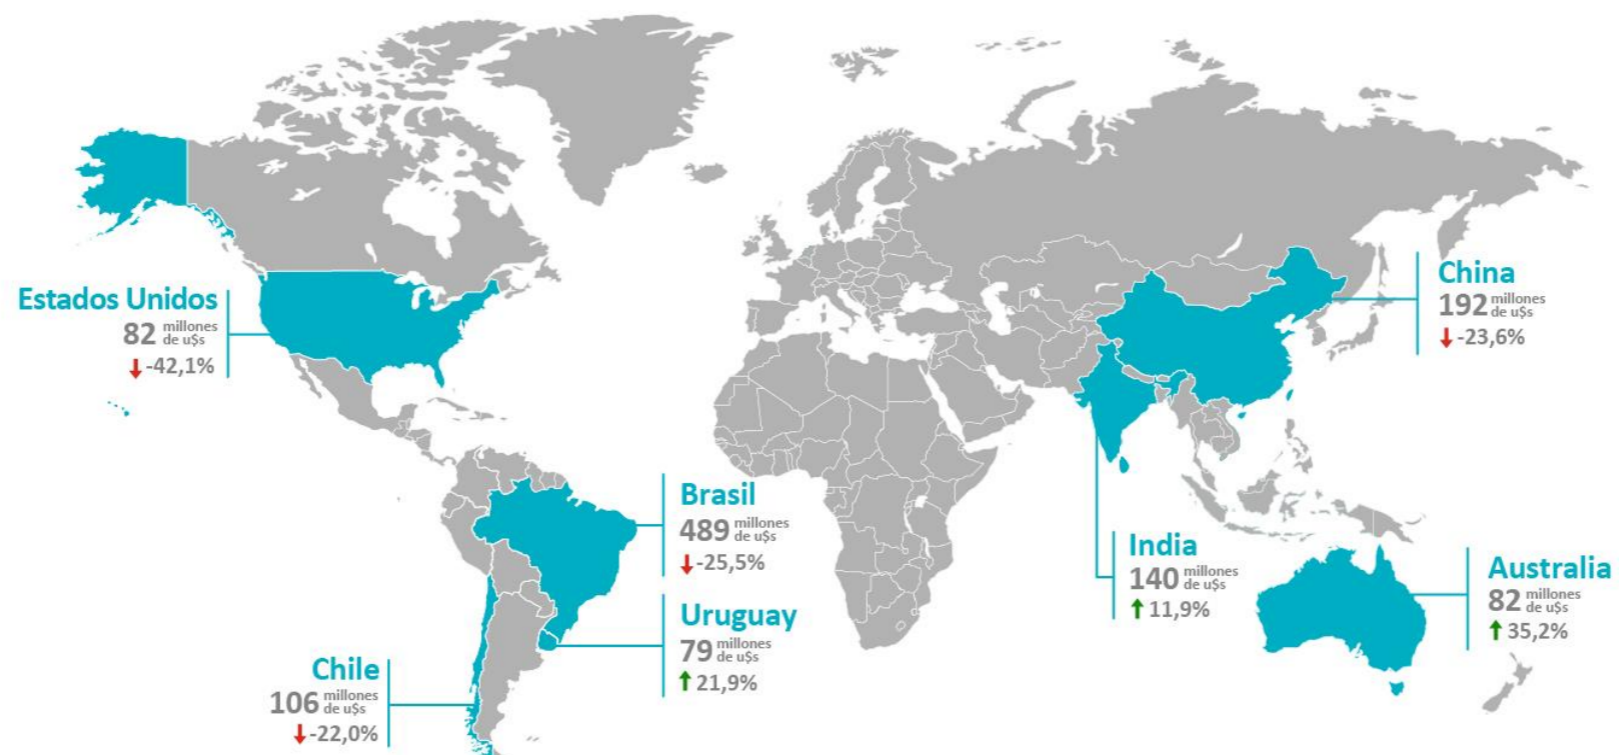 Estados Unidos
82 millones de u$s
-42,1%
China
192 millones de u$s
-23,6%
Brasil
489 millones de u$s
-25,5%
India
140 millones de u$s
11,9%
Australia
82 millones de u$s
35,2%
Uruguay
79 millones de u$s
21,9%
Chile
106 millones de u$s
-22,0%